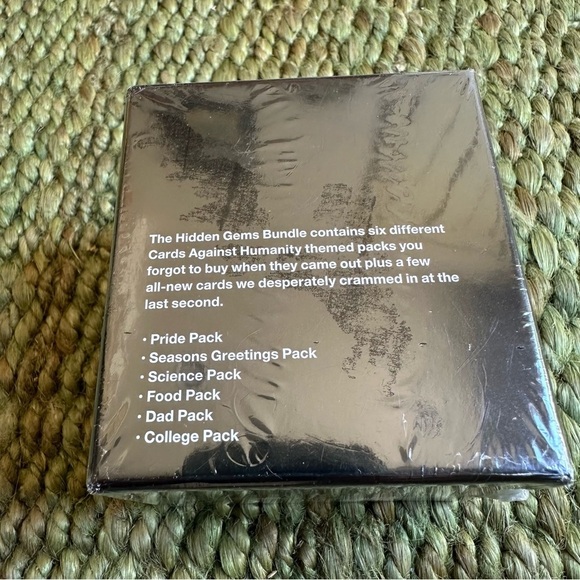 The Hidden Gems Bundle contains six different
Cards Against Humanity themed packs you
forgot to buy when they came out plus a few
all-new cards we desperately crammed in at the
last second.
• Pride Pack
• Seasons Greetings Pack
• Science Pack
• Food Pack
• Dad Pack
• College Pack